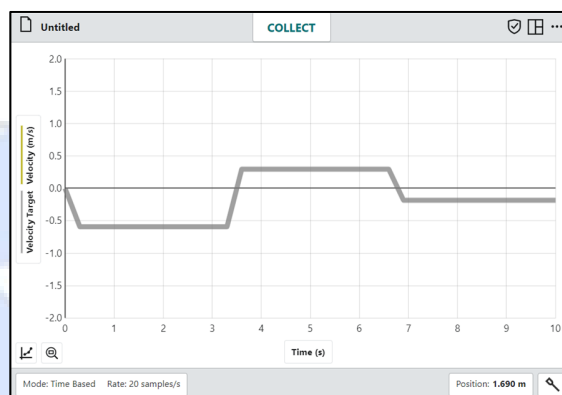 Untitled
COLLECT
2.0
1.5
1.0
0.5
0.0
-0.5
-1.0
-1.5
-2.0
Velocity (m/s)
Velocity Target
0 1 2 3 4 5 6 7 8 9 10
Time (s)
Mode: Time Based Rate: 20 samples/s
Position: 1.690 m